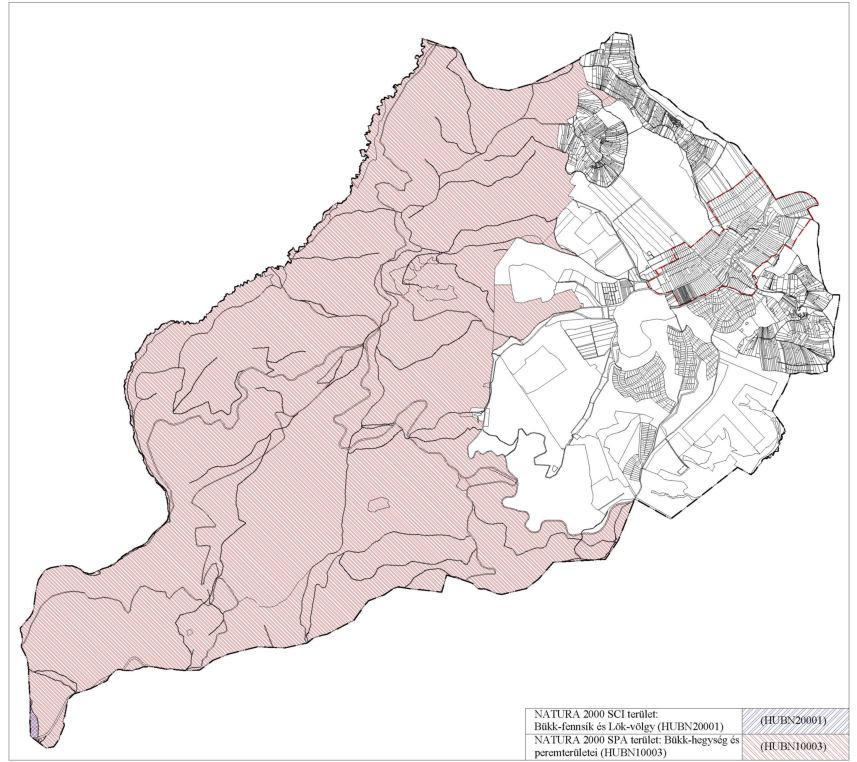 NATURA 2000 SCI terület:
Bükk-fennsík és Lök-völgy (HUBN20001)
(HUBN20001)
NATURA 2000 SPA terület: Bükk-hegység és
peremterületei (HUBN10003)
(HUBN10003)